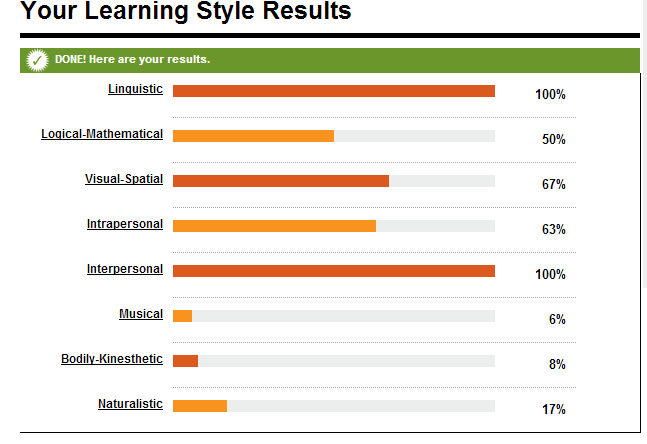 Your Learning Style Results
DONE! Here are your results.
Linguistic 100%
Logical-Mathematical 50%
Visual-Spatial 67%
Intrapersonal 63%
Interpersonal 100%
Musical 6%
Bodily-Kinesthetic 8%
Naturalistic 17%